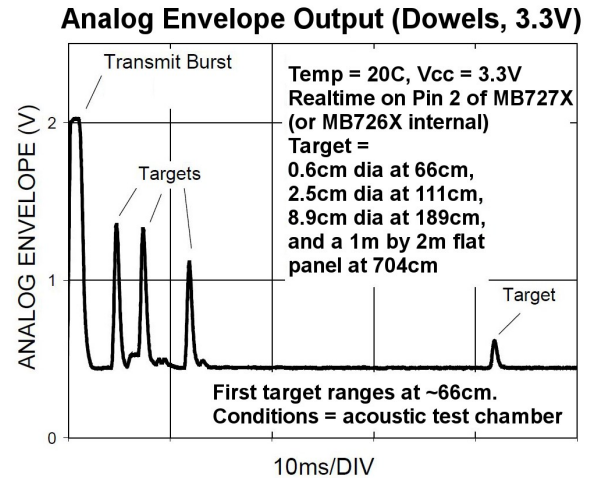 Analog Envelope Output (Dowels, 3.3V)
Transmit Burst
Temp = 20C, Vcc = 3.3V
Realtime on Pin 2 of MB727X
(or MB726X internal)
Target =
0.6cm dia at 66cm,
2.5cm dia at 111cm,
8.9cm dia at 189cm,
and a 1m by 2m flat
panel at 704cm
Targets
Target
ANALOG ENVELOPE (V)
2
1
0
First target ranges at ~66cm.
Conditions = acoustic test chamber
10ms/DIV